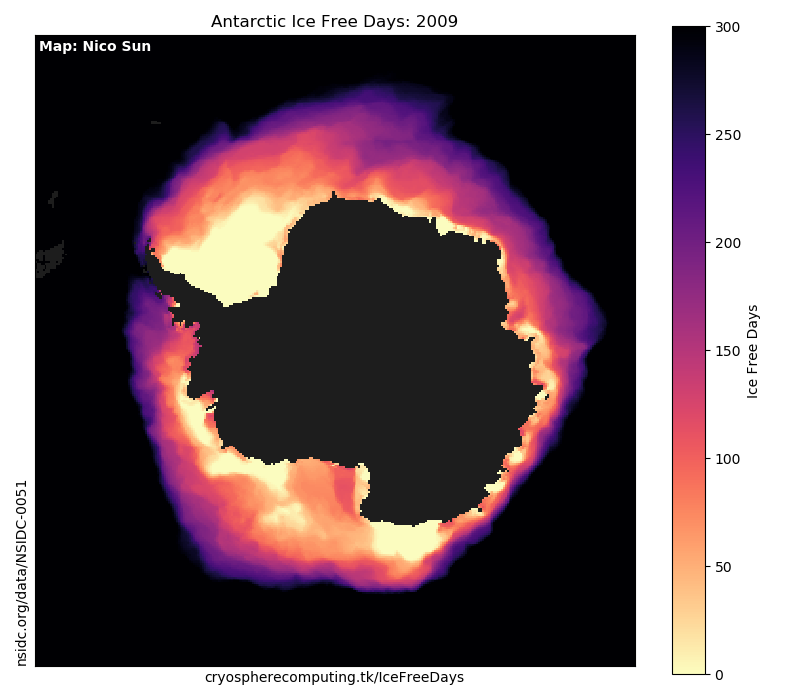 Antarctic Ice Free Days: 2009
Map: Nico Sun
300
250
200
150
100
50
0
Ice Free Days
nsidc.org/data/NSIDC-0051
cryospherecomputing.tk/IceFreeDays